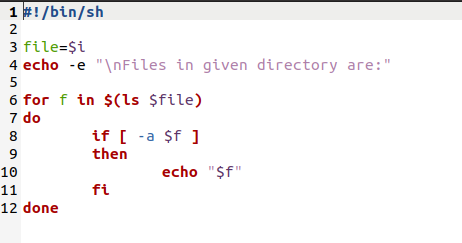 1 #!/bin/sh
2
3 file=$i
4 echo -e "\nFiles in given directory are:"
5
6 for f in $(ls $file)
7 do
8         if [ -a $f ]
9         then
10                 echo "$f"
11         fi
12 done